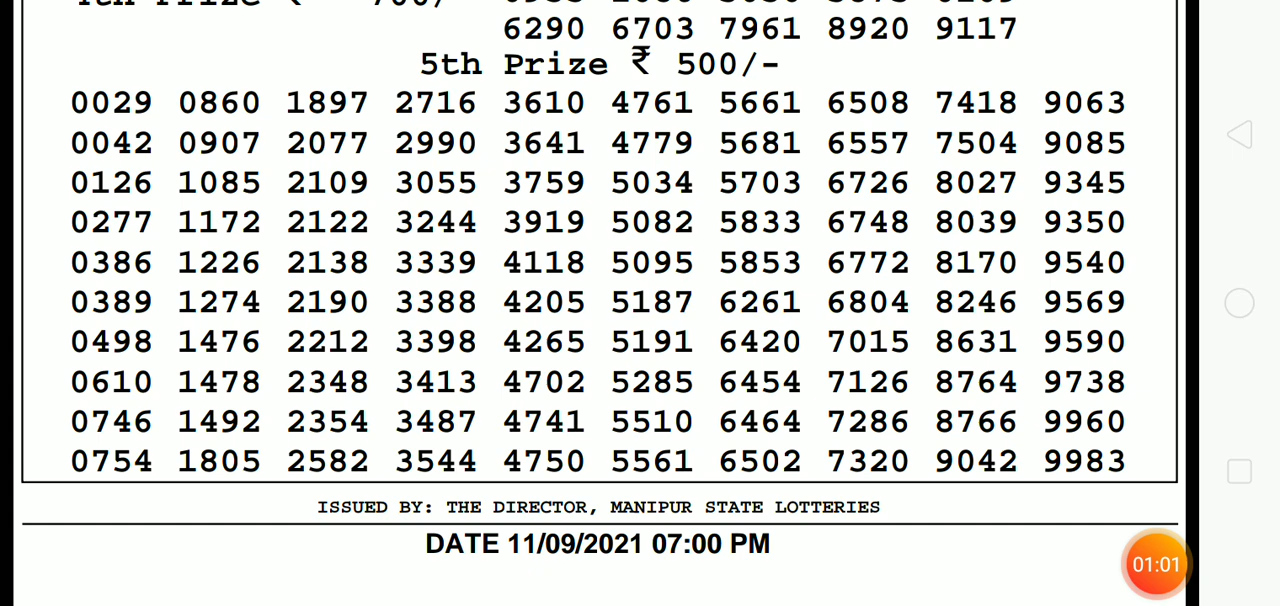 6290 6703 7961 8920 9117
5th Prize ₹ 500/-
0029 0860 1897 2716 3610 4761 5661 6508 7418 9063
0042 0907 2077 2990 3641 4779 5681 6557 7504 9085
0126 1085 2109 3055 3759 5034 5703 6726 8027 9345
0277 1172 2122 3244 3919 5082 5833 6748 8039 9350
0386 1226 2138 3339 4118 5095 5853 6772 8170 9540
0389 1274 2190 3388 4205 5187 6261 6804 8246 9569
0498 1476 2212 3398 4265 5191 6420 7015 8631 9590
0610 1478 2348 3413 4702 5285 6454 7126 8764 9738
0746 1492 2354 3487 4741 5510 6464 7286 8766 9960
0754 1805 2582 3544 4750 5561 6502 7320 9042 9983
ISSUED BY: THE DIRECTOR, MANIPUR STATE LOTTERIES
DATE 11/09/2021 07:00 PM
01:01